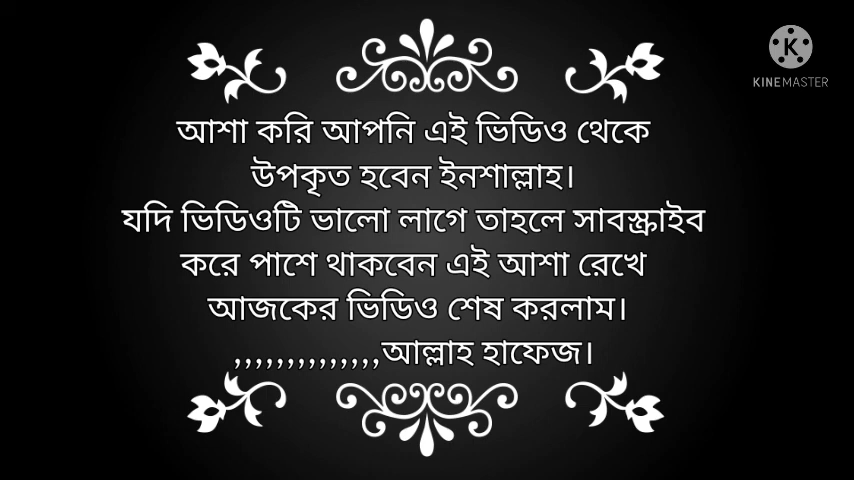 KINEMASTER
আশা করি আপনি এই ভিডিও থেকে
উপকৃত হবেন ইনশাল্লাহ।
যদি ভিডিওটি ভালো লাগে তাহলে সাবস্ক্রাইব
করে পাশে থাকবেন এই আশা রেখে
আজকের ভিডিও শেষ করলাম।
,,,,,,,,,,,,,,আল্লাহ হাফেজ।